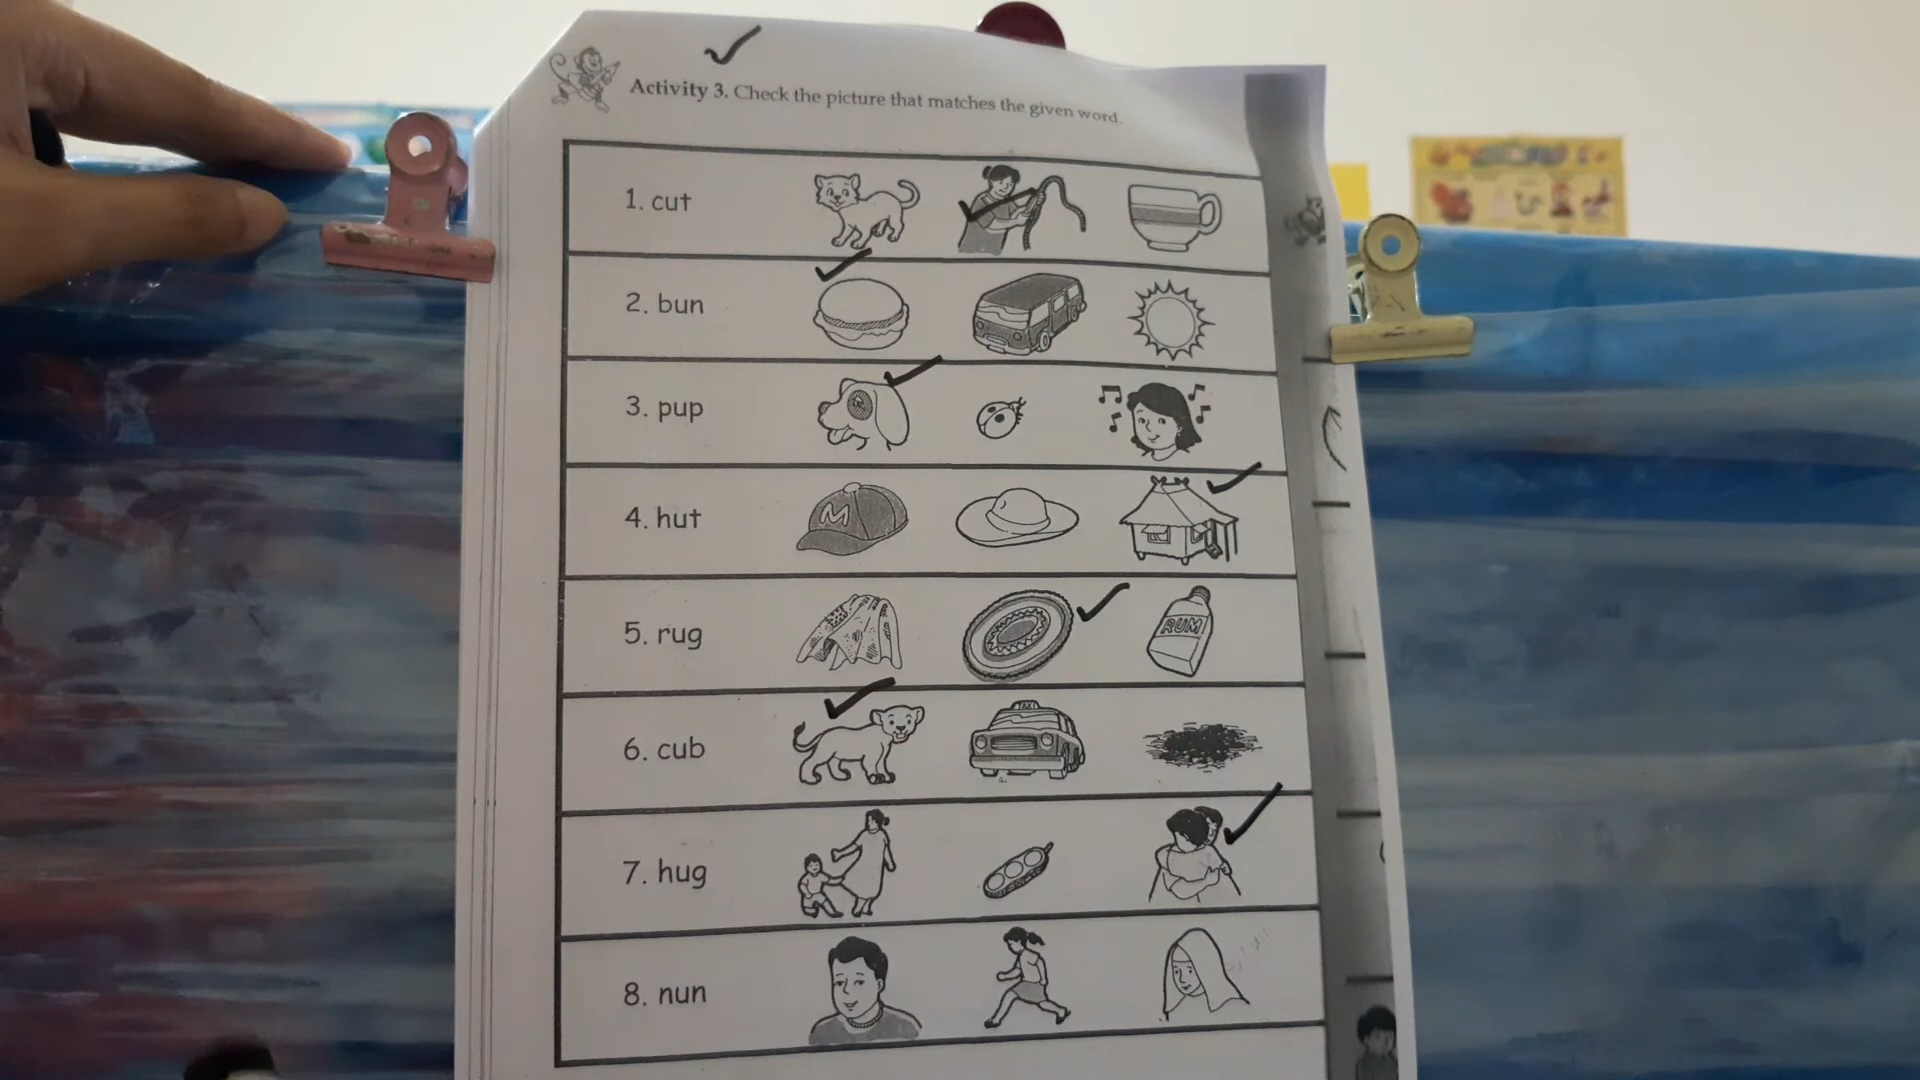 Activity 3. Check the picture that matches the given word.
1. cut
2. bun
3. pup
4. hut
M
5. rug
RUM
6. cub
TAXI
7. hug
8. nun